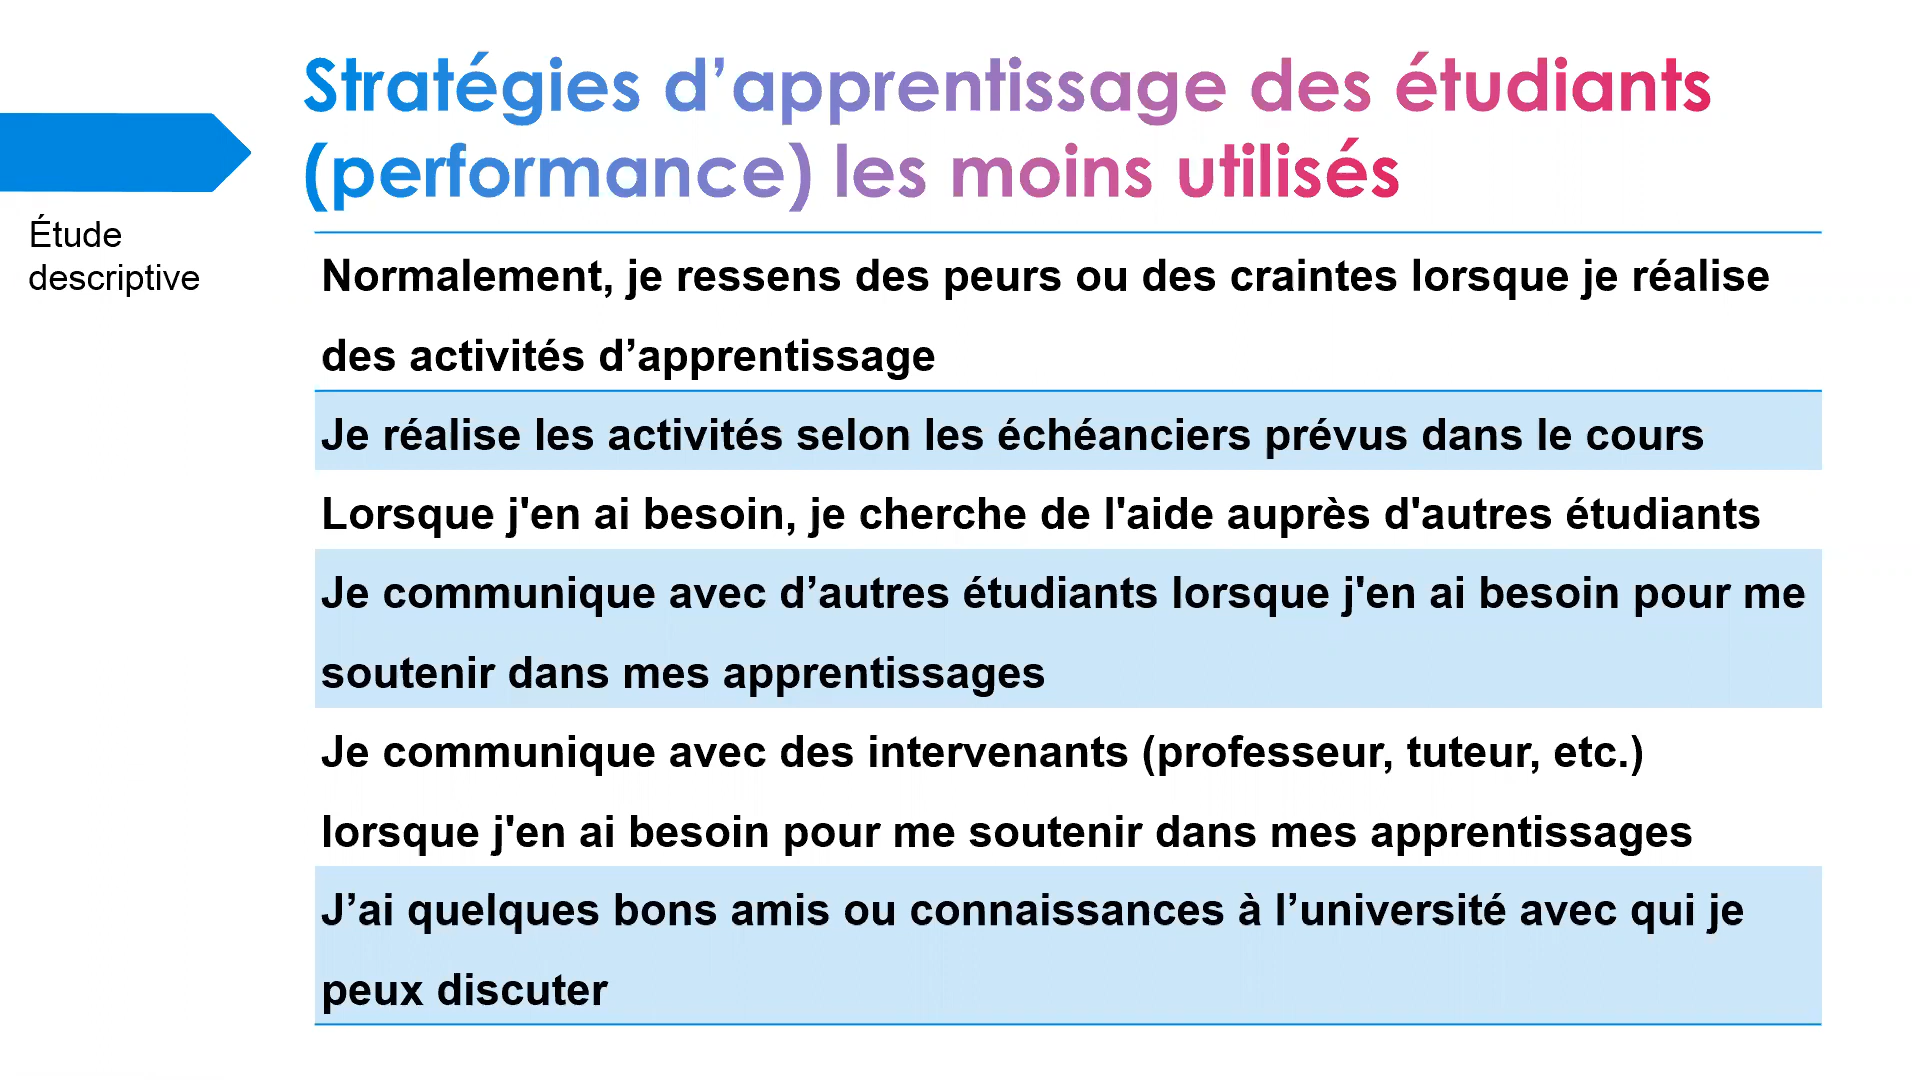 Stratégies d’apprentissage des étudiants
(performance) les moins utilisés
Étude
descriptive
Normalement, je ressens des peurs ou des craintes lorsque je réalise
des activités d’apprentissage
Je réalise les activités selon les échéanciers prévus dans le cours
Lorsque j'en ai besoin, je cherche de l'aide auprès d'autres étudiants
Je communique avec d’autres étudiants lorsque j'en ai besoin pour me
soutenir dans mes apprentissages
Je communique avec des intervenants (professeur, tuteur, etc.)
lorsque j'en ai besoin pour me soutenir dans mes apprentissages
J’ai quelques bons amis ou connaissances à l’université avec qui je
peux discuter